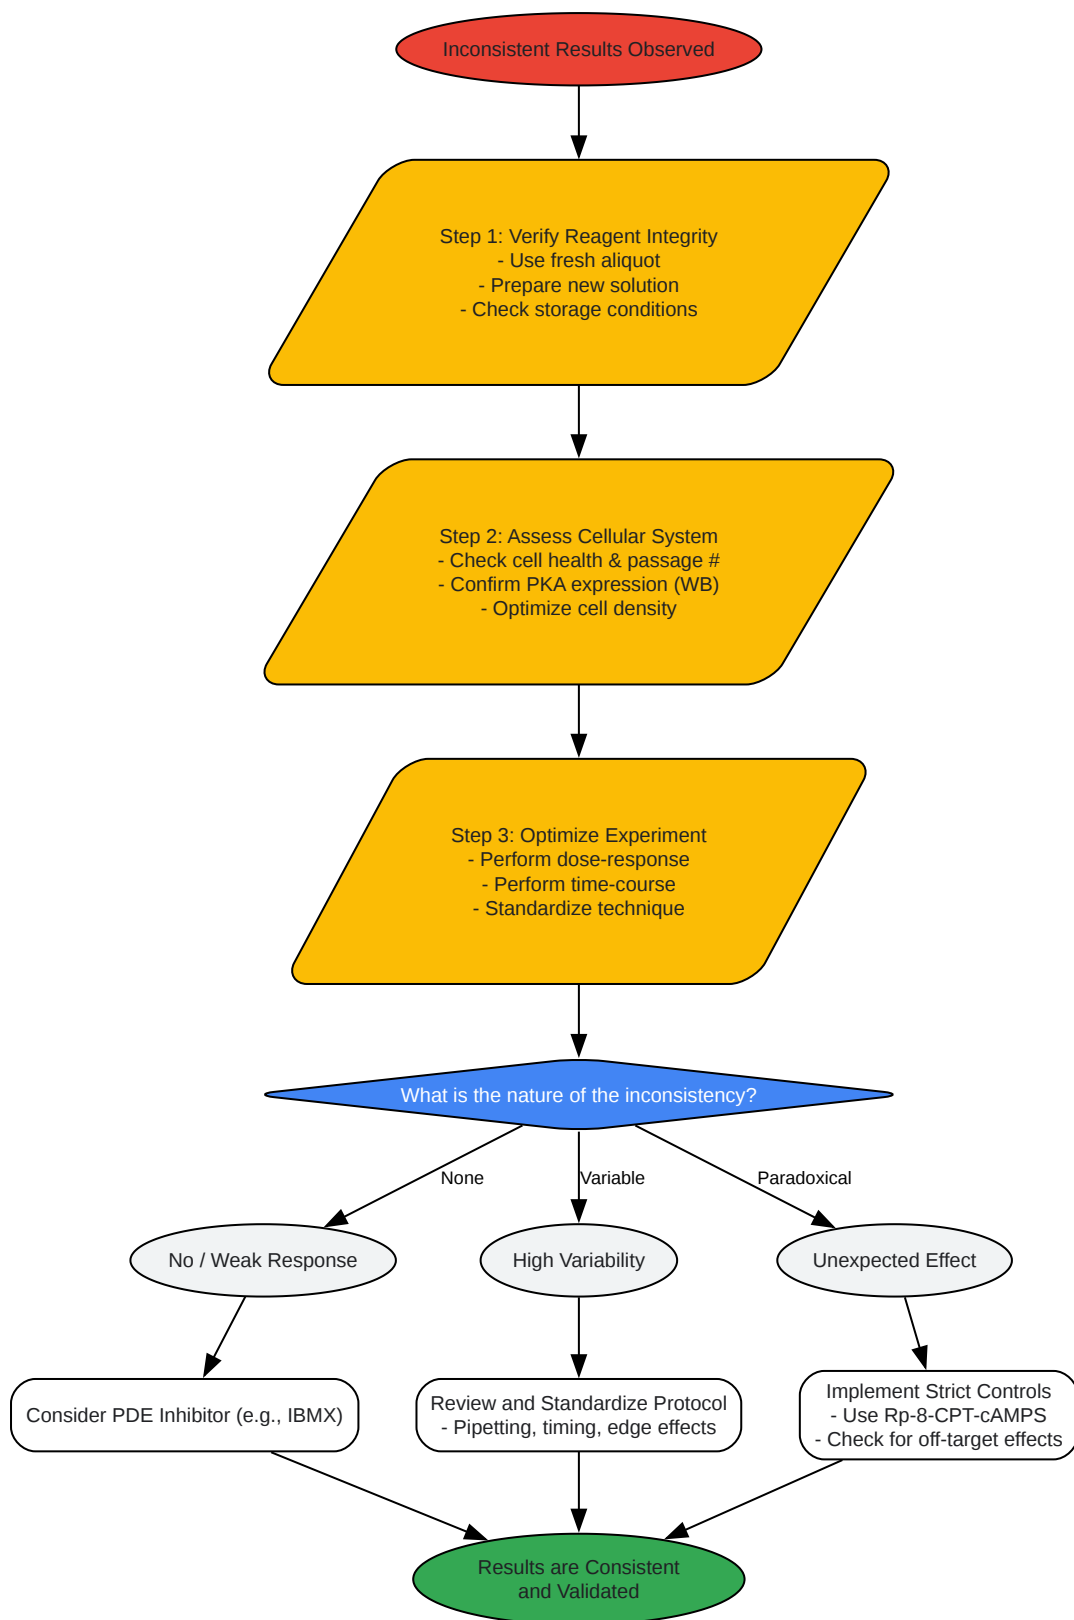 Inconsistent Results Observed
Step 1: Verify Reagent Integrity
- Use fresh aliquot
- Prepare new solution
- Check storage conditions
Step 2: Assess Cellular System
- Check cell health & passage #
- Confirm PKA expression (WB)
- Optimize cell density
Step 3: Optimize Experiment
- Perform dose-response
- Perform time-course
- Standardize technique
What is the nature of the inconsistency?
None
Variable
Paradoxical
No / Weak Response
High Variability
Unexpected Effect
Consider PDE Inhibitor (e.g., IBMX)
Review and Standardize Protocol
- Pipetting, timing, edge effects
Implement Strict Controls
- Use Rp-8-CPT-cAMPS
- Check for off-target effects
Results are Consistent
and Validated